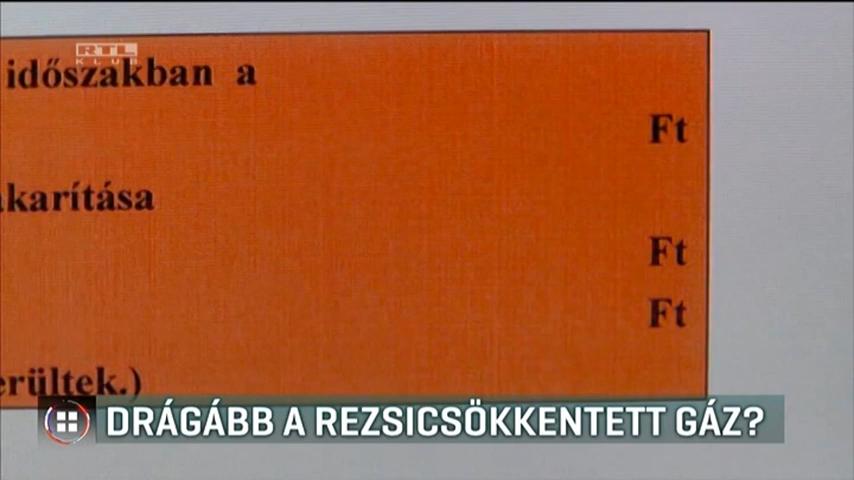 RTL
KLUB
időszakban a
Ft
akarítása
Ft
Ft
erültek.)
DRÁGÁBB A REZSICSÖKKENTETT GÁZ?